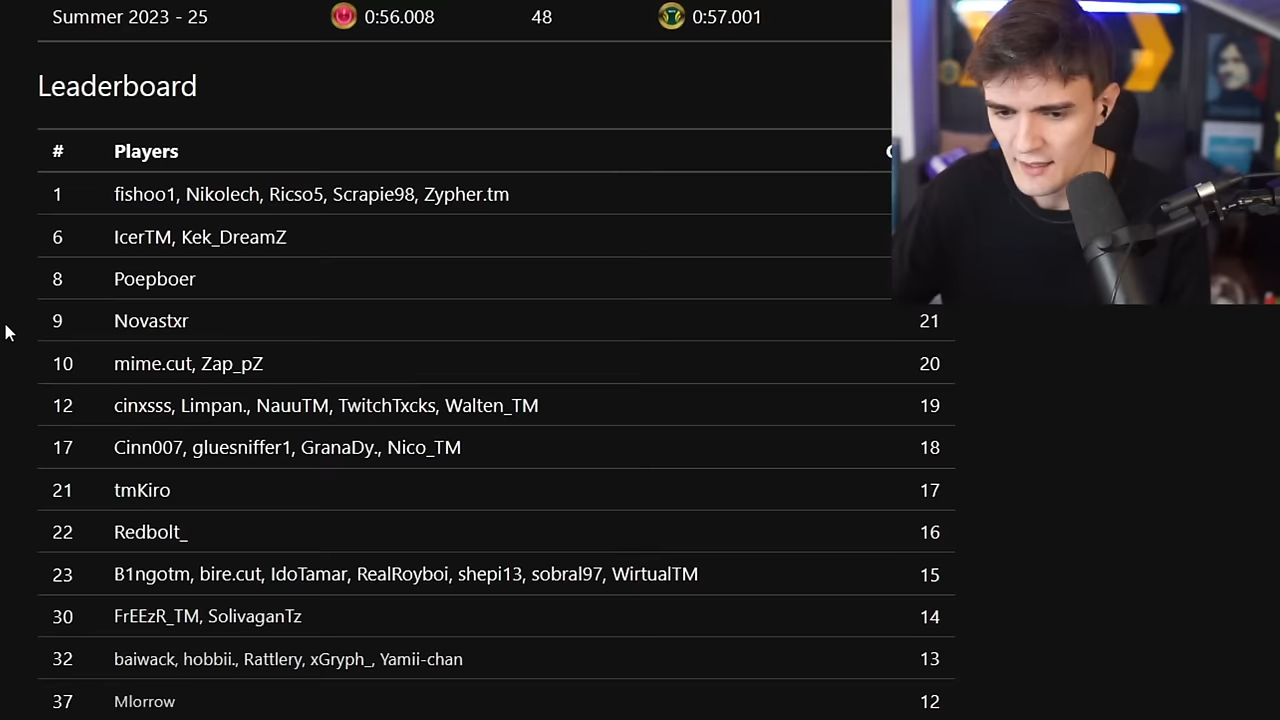 Summer 2023 - 25 0:56.008 48 0:57.001
Leaderboard
# Players
1 fishoo1, Nikolech, Ricso5, Scrapie98, Zypher.tm
6 IcerTM, Kek_DreamZ
8 Poepboer
9 Novastxr 21
10 mime.cut, Zap_pZ 20
12 cinxsss, Limpan., NauuTM, TwitchTxcks, Walten_TM 19
17 Cinn007, gluesniffer1, GranaDy., Nico_TM 18
21 tmKiro 17
22 Redbolt_ 16
23 B1ngotm, bire.cut, IdoTamar, RealRoyboi, shepi13, sobral97, WirtualTM 15
30 FrEEzR_TM, SolivaganTz 14
32 baiwack, hobbii., Rattlery, xGryph_, Yamii-chan 13
37 Mlorrow 12